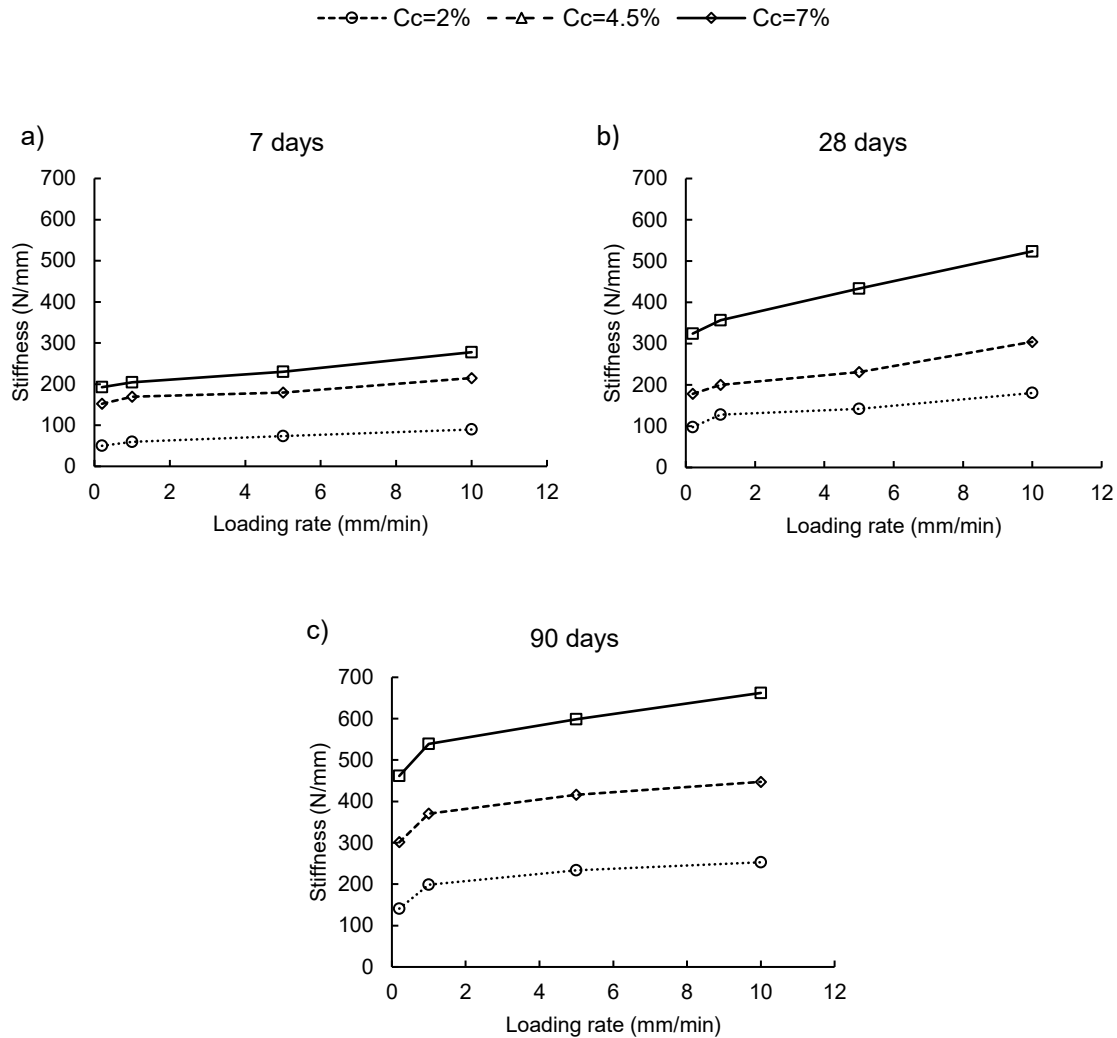 Cc=2% Cc=4.5% Cc=7%
a) 7 days
700
600
500
400
300
200
100
0
0 2 4 6 8 10 12
Stiffness (N/mm)
Loading rate (mm/min)
b) 28 days
700
600
500
400
300
200
100
0
0 2 4 6 8 10 12
Stiffness (N/mm)
Loading rate (mm/min)
c) 90 days
700
600
500
400
300
200
100
0
0 2 4 6 8 10 12
Stiffness (N/mm)
Loading rate (mm/min)